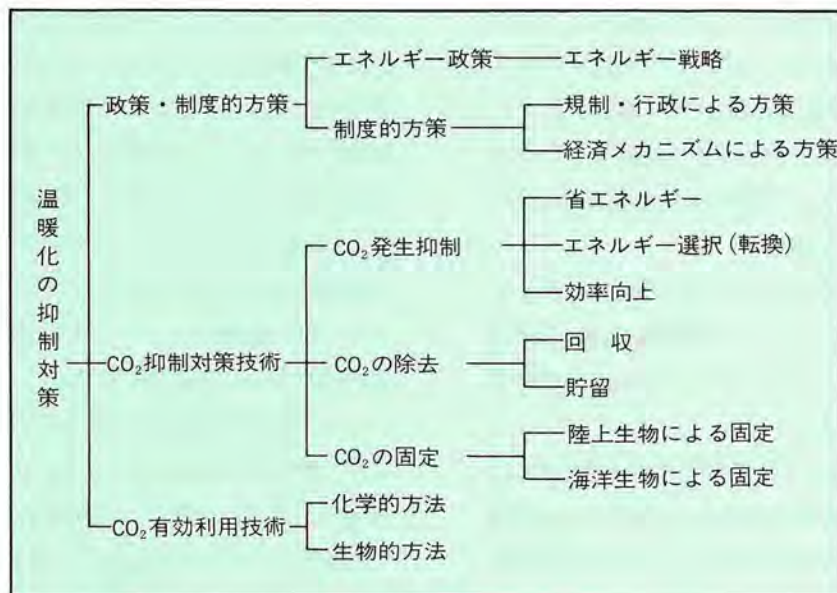 温暖化の抑制対策
政策・制度的方策
エネルギー政策
エネルギー戦略
制度的方策
規制・行政による方策
経済メカニズムによる方策
CO₂抑制対策技術
CO₂発生抑制
省エネルギー
エネルギー選択(転換)
効率向上
CO₂の除去
回 収
貯留
CO₂の固定
陸上生物による固定
海洋生物による固定
CO₂有効利用技術
化学的方法
生物的方法